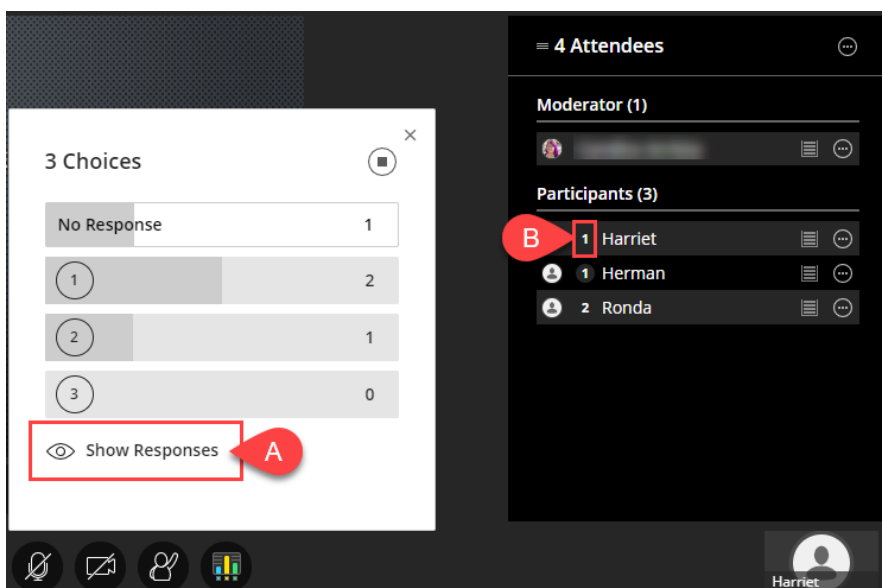 4 Attendees
Moderator (1)
3 Choices
Participants (3)
No Response 1
B 1 Harriet
1 2
1 Herman
2 Ronda
2 1
3 0
Show Responses A
Harriet